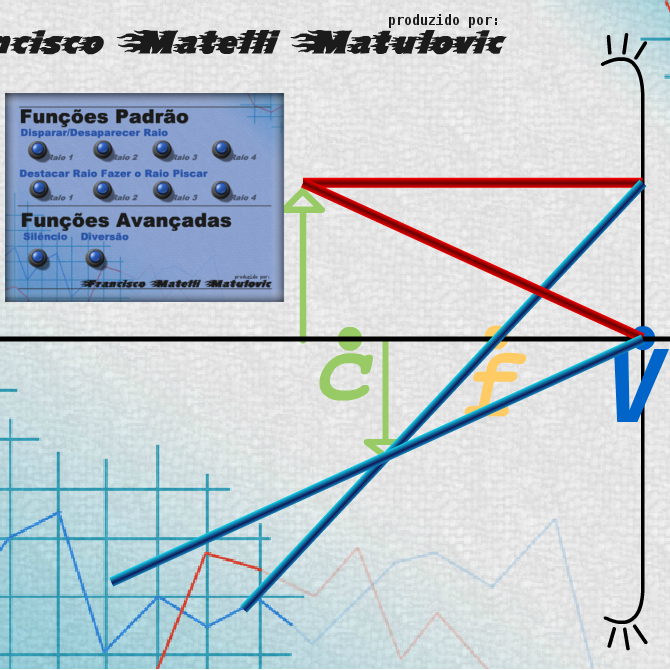 produzido por:
ncisco Matelli Matulovic
Funções Padrão
Disparar/Desaparecer Raio
Raio 1 Raio 2 Raio 3 Raio 4
Destacar Raio Fazer o Raio Piscar
Raio 1 Raio 2 Raio 3 Raio 4
Funções Avançadas
Silêncio Diversão
produzido por:
Francisco Matelli Matulovic
C f V